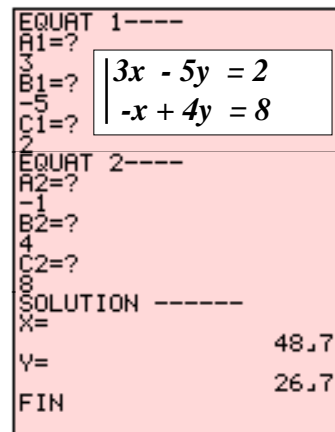 EQUAT 1----
A1=?
3
B1=?
-5
C1=?
2
3x - 5y = 2
-x + 4y = 8
EQUAT 2----
A2=?
-1
B2=?
4
C2=?
8
SOLUTION ------
X=
48⌟7
Y=
26⌟7
FIN